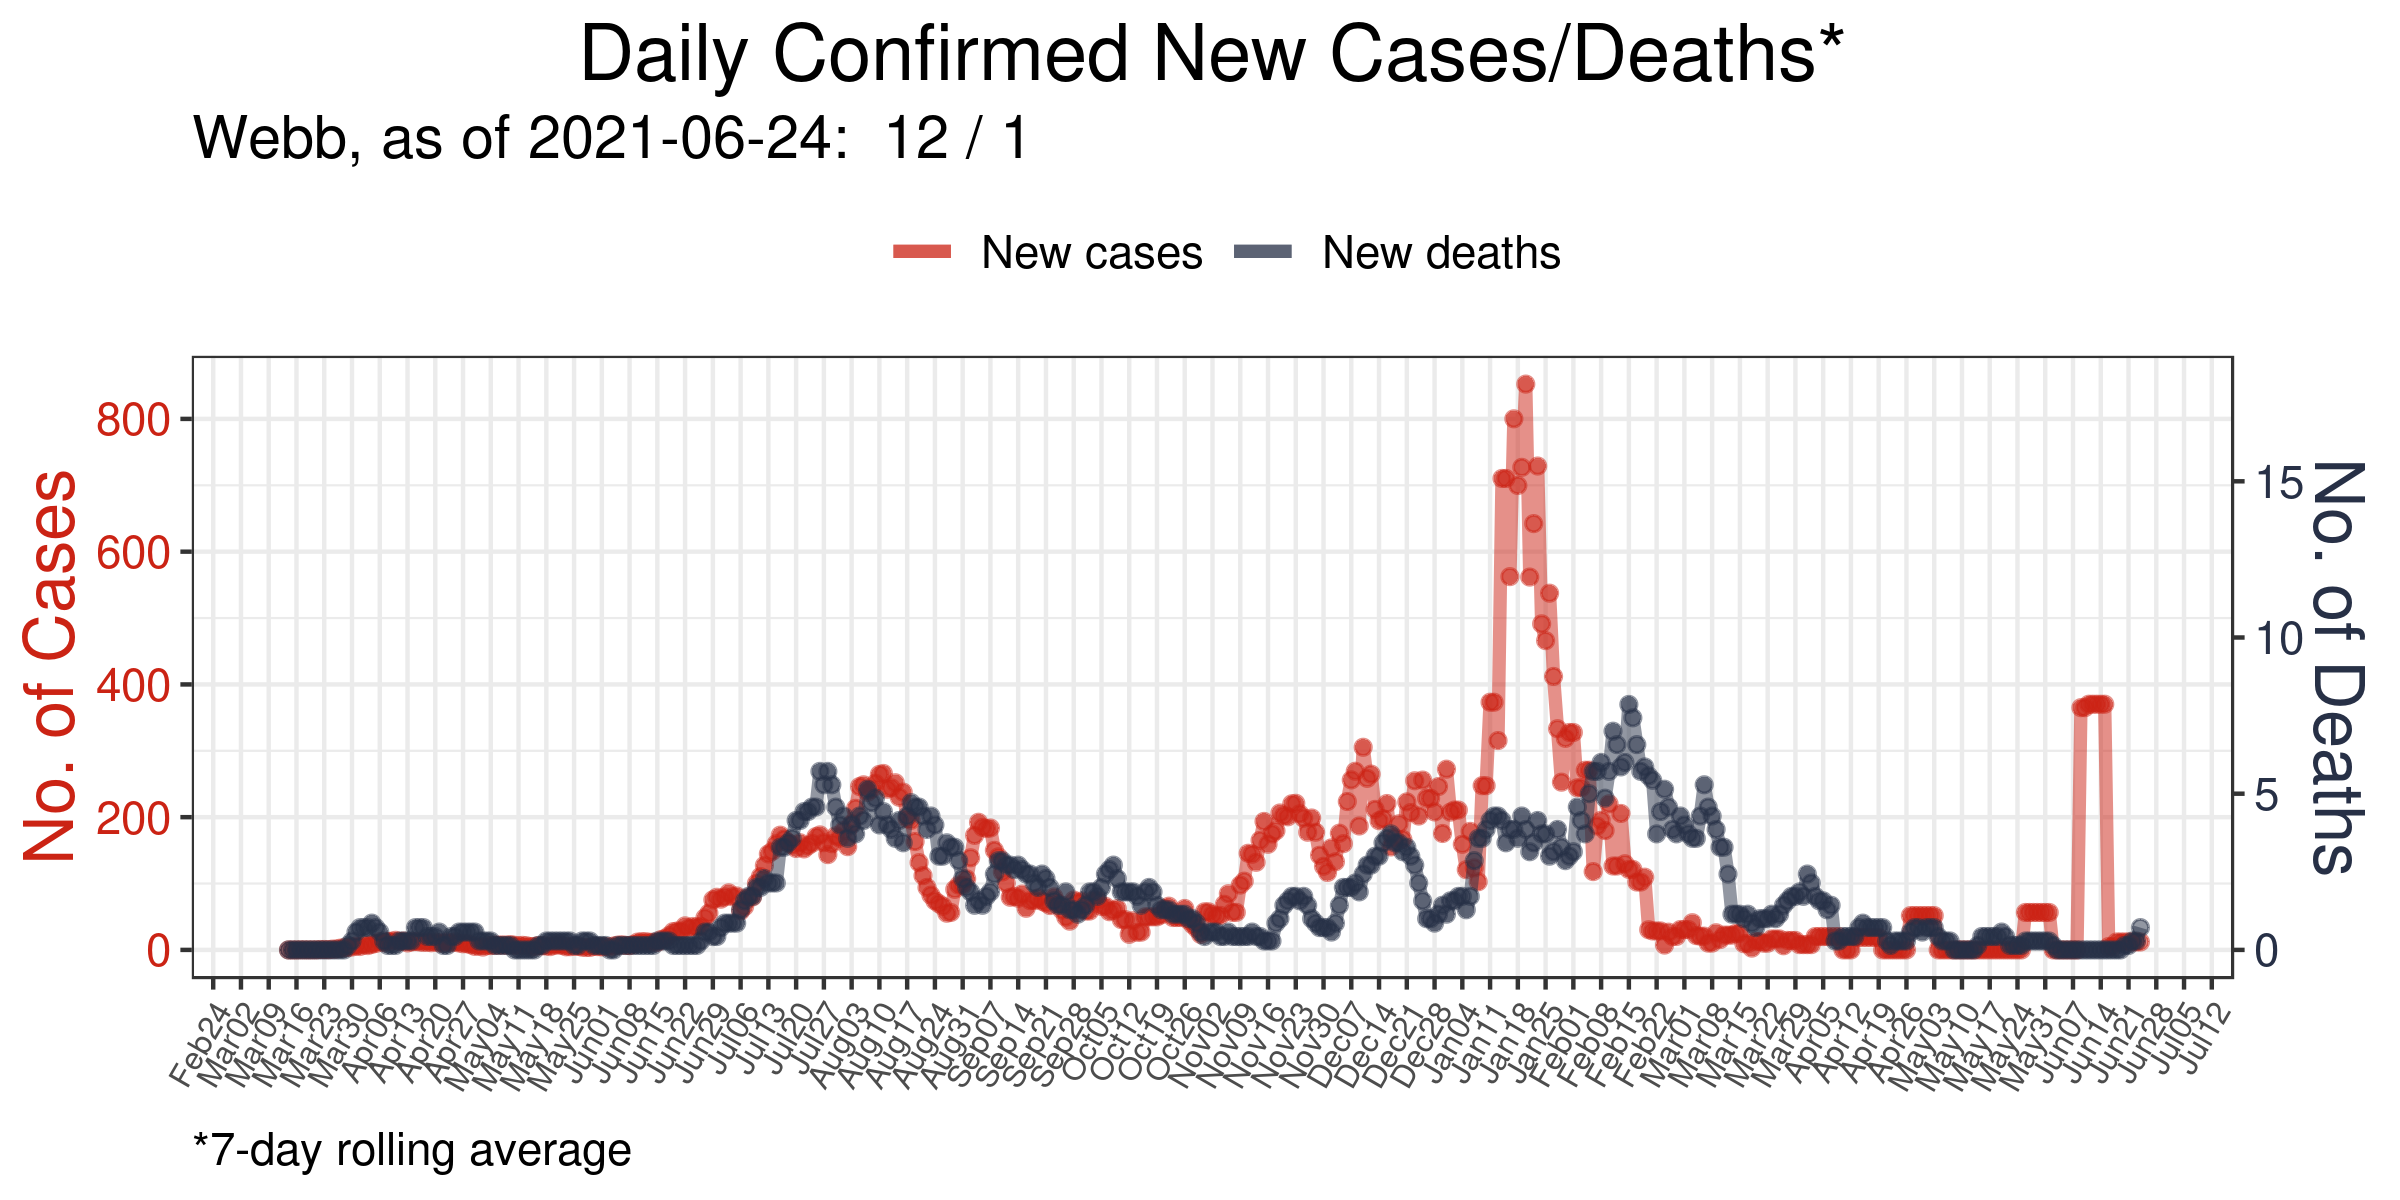 Daily Confirmed New Cases/Deaths*
Webb, as of 2021-06-24:  12 / 1
New cases
New deaths
No. of Cases
800
600
400
200
0
15
10
5
0
No. of Deaths
Feb24
Mar02
Mar09
Mar16
Mar23
Mar30
Apr06
Apr13
Apr20
Apr27
May04
May11
May18
May25
Jun01
Jun08
Jun15
Jun22
Jun29
Jul06
Jul13
Jul20
Jul27
Aug03
Aug10
Aug17
Aug24
Aug31
Sep07
Sep14
Sep21
Sep28
Oct05
Oct12
Oct19
Oct26
Nov02
Nov09
Nov16
Nov23
Nov30
Dec07
Dec14
Dec21
Dec28
Jan04
Jan11
Jan18
Jan25
Feb01
Feb08
Feb15
Feb22
Mar01
Mar08
Mar15
Mar22
Mar29
Apr05
Apr12
Apr19
Apr26
May03
May10
May17
May24
May31
Jun07
Jun14
Jun21
Jun28
Jul05
Jul12
*7-day rolling average